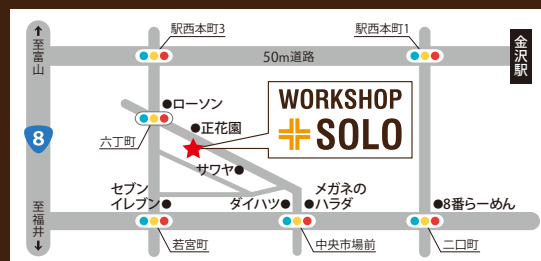 駅西本町3
駅西本町1
至富山
50m道路
金沢駅
ローソン
正花園
WORKSHOP
SOLO
8
六丁町
サワヤ
セブン
イレブン
ダイハツ
メガネの
ハラダ
8番らーめん
至福井
若宮町
中央市場前
二口町